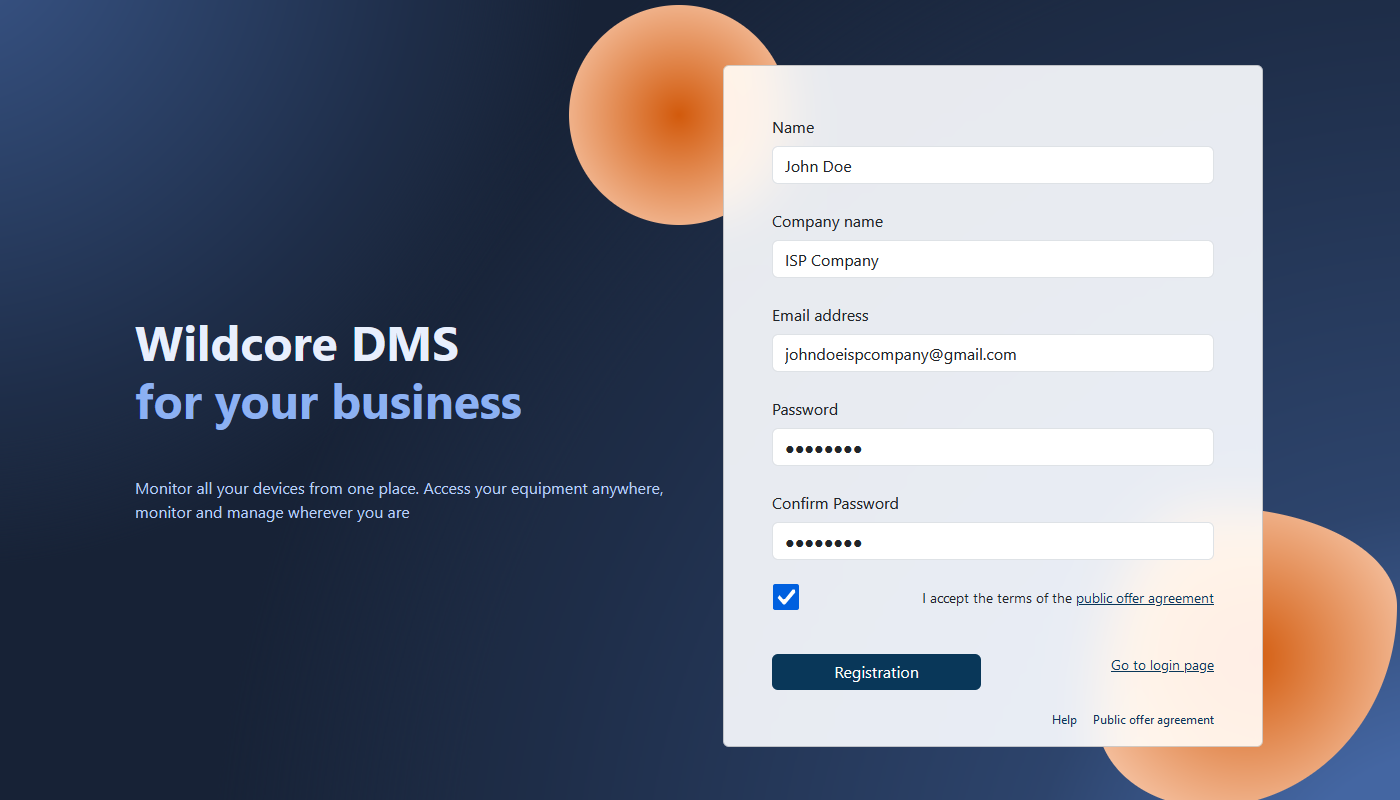 Wildcore DMS
for your business
Monitor all your devices from one place. Access your equipment anywhere,
monitor and manage wherever you are
Name
John Doe
Company name
ISP Company
Email address
johndoeispcompany@gmail.com
Password
●●●●●●●●
Confirm Password
●●●●●●●●
I accept the terms of the public offer agreement
Registration
Go to login page
Help Public offer agreement